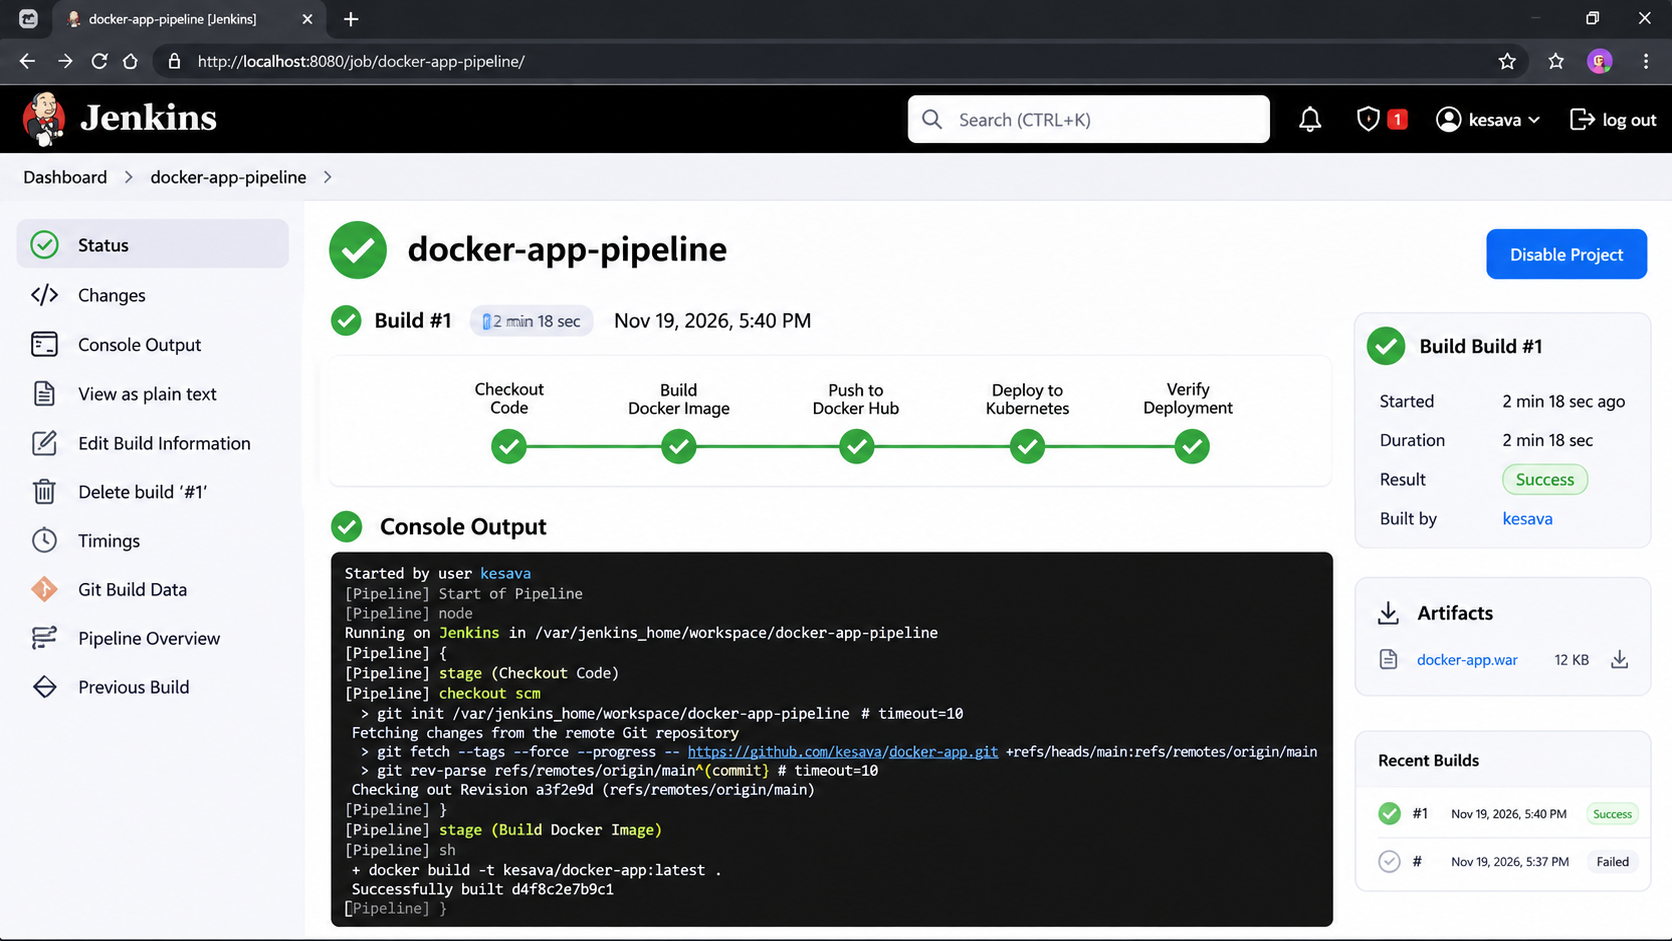 docker-app-pipeline [Jenkins]
http://localhost:8080/job/docker-app-pipeline/
Jenkins
Search (CTRL+K)
1
kesava
log out
Dashboard
docker-app-pipeline
Status
Changes
Console Output
View as plain text
Edit Build Information
Delete build ‘#1’
Timings
Git Build Data
Pipeline Overview
Previous Build
docker-app-pipeline
Disable Project
Build #1
2 min 18 sec
Nov 19, 2026, 5:40 PM
Checkout
Code
Build
Docker Image
Push to
Docker Hub
Deploy to
Kubernetes
Verify
Deployment
Console Output
Started by user kesava
[Pipeline] Start of Pipeline
[Pipeline] node
Running on Jenkins in /var/jenkins_home/workspace/docker-app-pipeline
[Pipeline] {
[Pipeline] stage (Checkout Code)
[Pipeline] checkout scm
> git init /var/jenkins_home/workspace/docker-app-pipeline # timeout=10
Fetching changes from the remote Git repository
> git fetch --tags --force --progress -- https://github.com/kesava/docker-app.git +refs/heads/main:refs/remotes/origin/main
> git rev-parse refs/remotes/origin/main^(commit} # timeout=10
Checking out Revision a3f2e9d (refs/remotes/origin/main)
[Pipeline] }
[Pipeline] stage (Build Docker Image)
[Pipeline] sh
+ docker build -t kesava/docker-app:latest .
Successfully built d4f8c2e7b9c1
[Pipeline] }
Build Build #1
Started 2 min 18 sec ago
Duration 2 min 18 sec
Result Success
Built by kesava
Artifacts
docker-app.war 12 KB
Recent Builds
#1 Nov 19, 2026, 5:40 PM Success
# Nov 19, 2026, 5:37 PM Failed